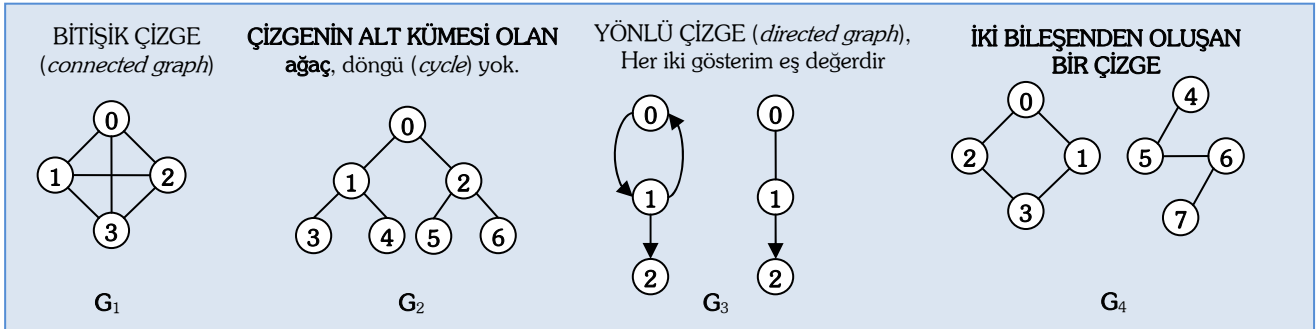 BİTİŞİK ÇİZGE
(connected graph)
0
1
2
3
G1
ÇİZGENİN ALT KÜMESİ OLAN
ağaç, döngü (cycle) yok.
0
1
2
3
4
5
6
G2
YÖNLÜ ÇİZGE (directed graph),
Her iki gösterim eş değerdir
0
1
2
0
1
2
G3
İKİ BİLEŞENDEN OLUŞAN
BİR ÇİZGE
0
2
1
3
4
5
6
7
G4